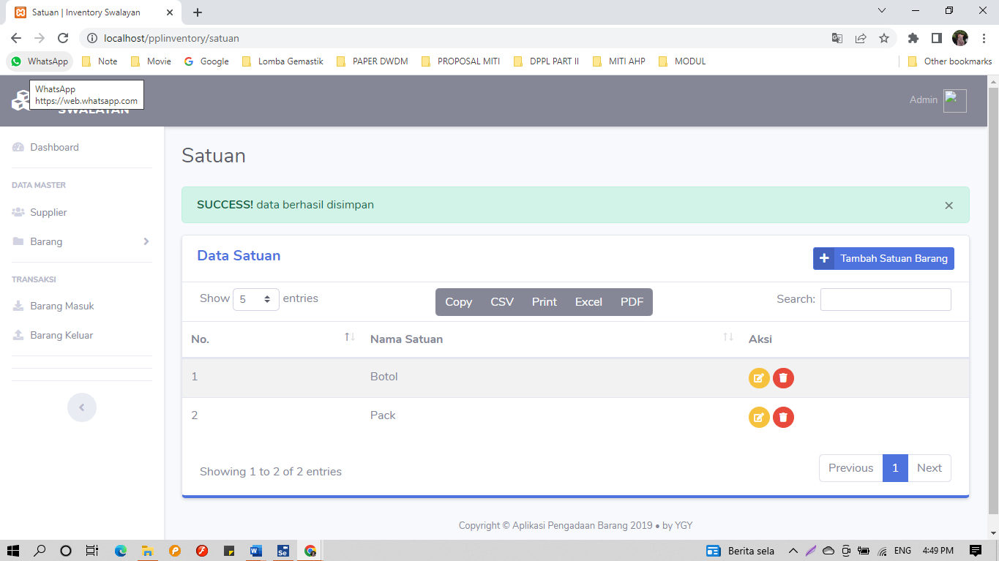 Satuan | Inventory Swalayan
localhost/pplinventory/satuan
WhatsApp Note Movie Google Lomba Gemastik PAPER DWDM PROPOSAL MITI DPPL PART II MITI AHP MODUL Other bookmarks
WhatsApp
https://web.whatsapp.com
SWALAYAN
Admin
Dashboard
DATA MASTER
Supplier
Barang
TRANSAKSI
Barang Masuk
Barang Keluar
Satuan
SUCCESS! data berhasil disimpan
Data Satuan
Tambah Satuan Barang
Show 5 entries
Copy CSV Print Excel PDF
Search:
No. Nama Satuan Aksi
1 Botol
2 Pack
Showing 1 to 2 of 2 entries
Previous 1 Next
Copyright © Aplikasi Pengadaan Barang 2019 • by YGY
Berita sela ENG 4:49 PM